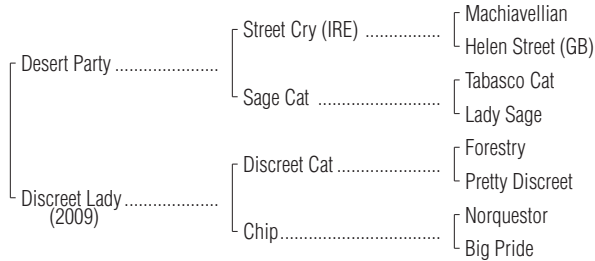 Machiavellian
Street Cry (IRE) ................
Helen Street (GB)
Desert Party ......................
Tabasco Cat
Sage Cat ..........................
Lady Sage
Forestry
Discreet Cat ......................
Pretty Discreet
Discreet Lady ....................
(2009)
Norquestor
Chip..................................
Big Pride